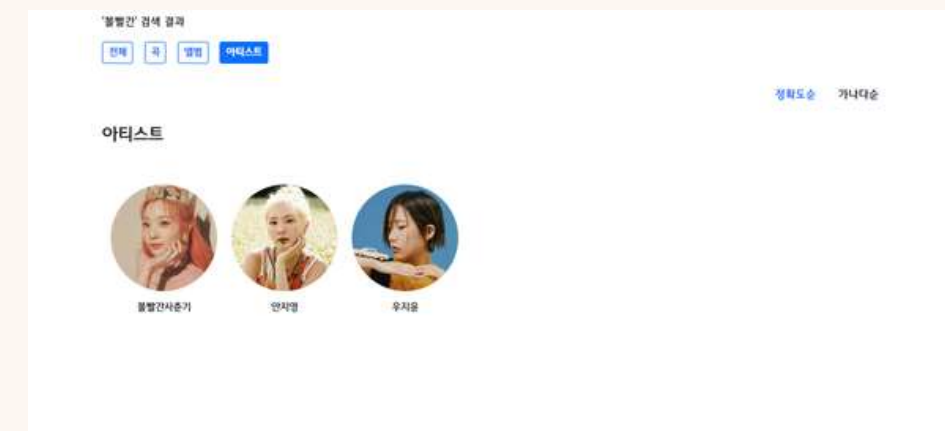 '볼빨간' 검색 결과
전체 곡 앨범 아티스트
정확도순 가나다순
아티스트
볼빨간사춘기 안지영 우지윤